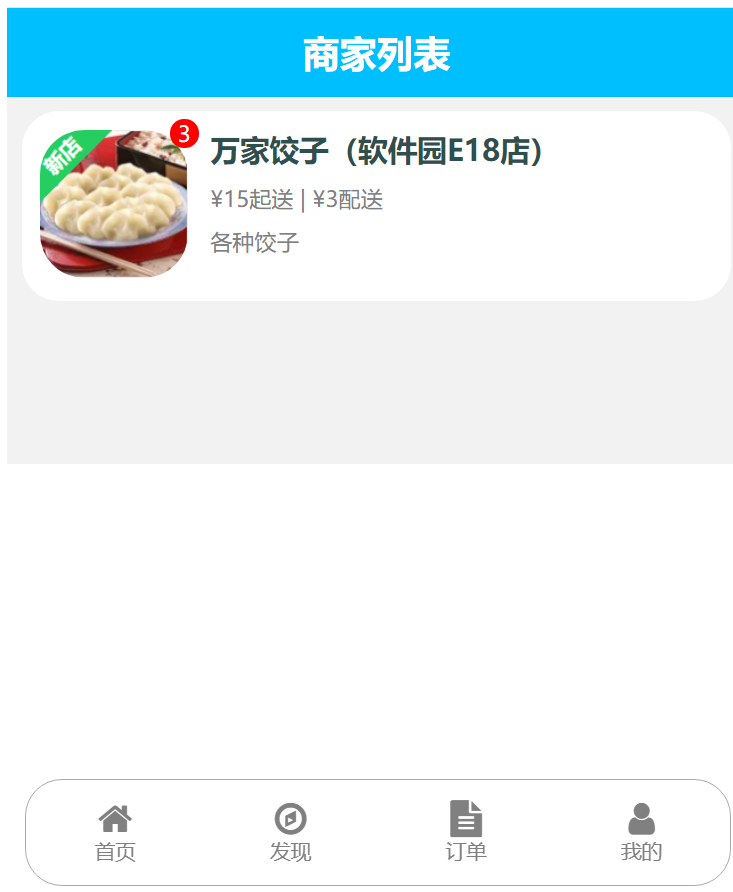 商家列表
新店
3
万家饺子（软件园E18店）
¥15起送 | ¥3配送
各种饺子
首页 发现 订单 我的